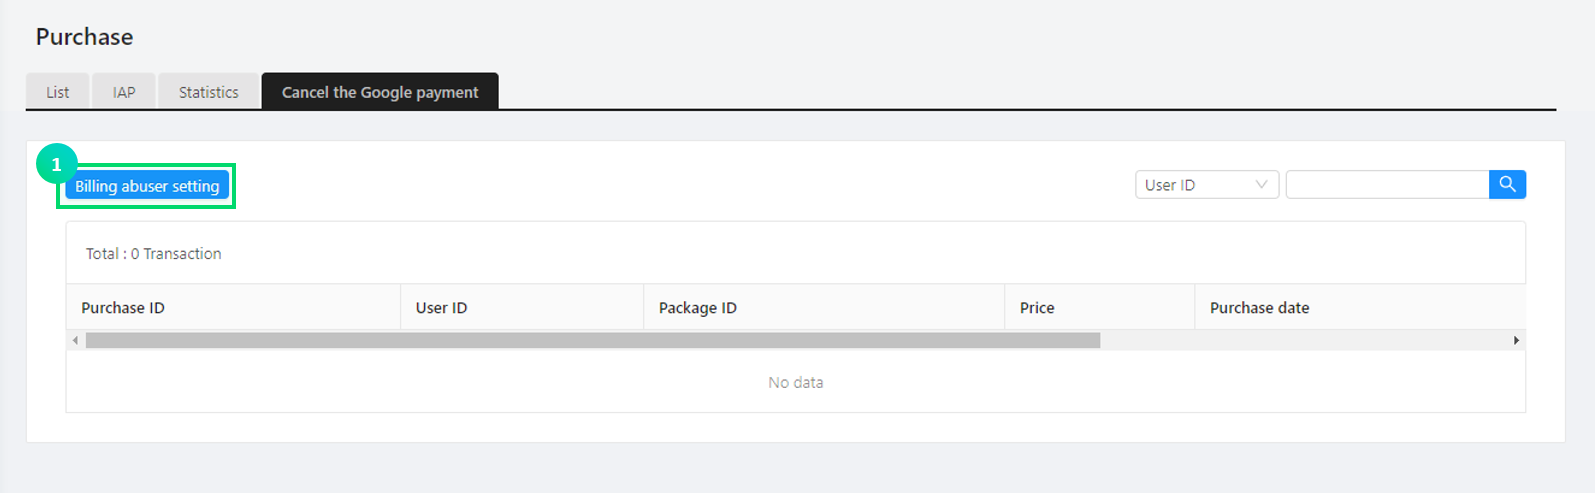 Purchase
List IAP Statistics Cancel the Google payment
1
Billing abuser setting User ID
Total : 0 Transaction
Purchase ID User ID Package ID Price Purchase date
No data